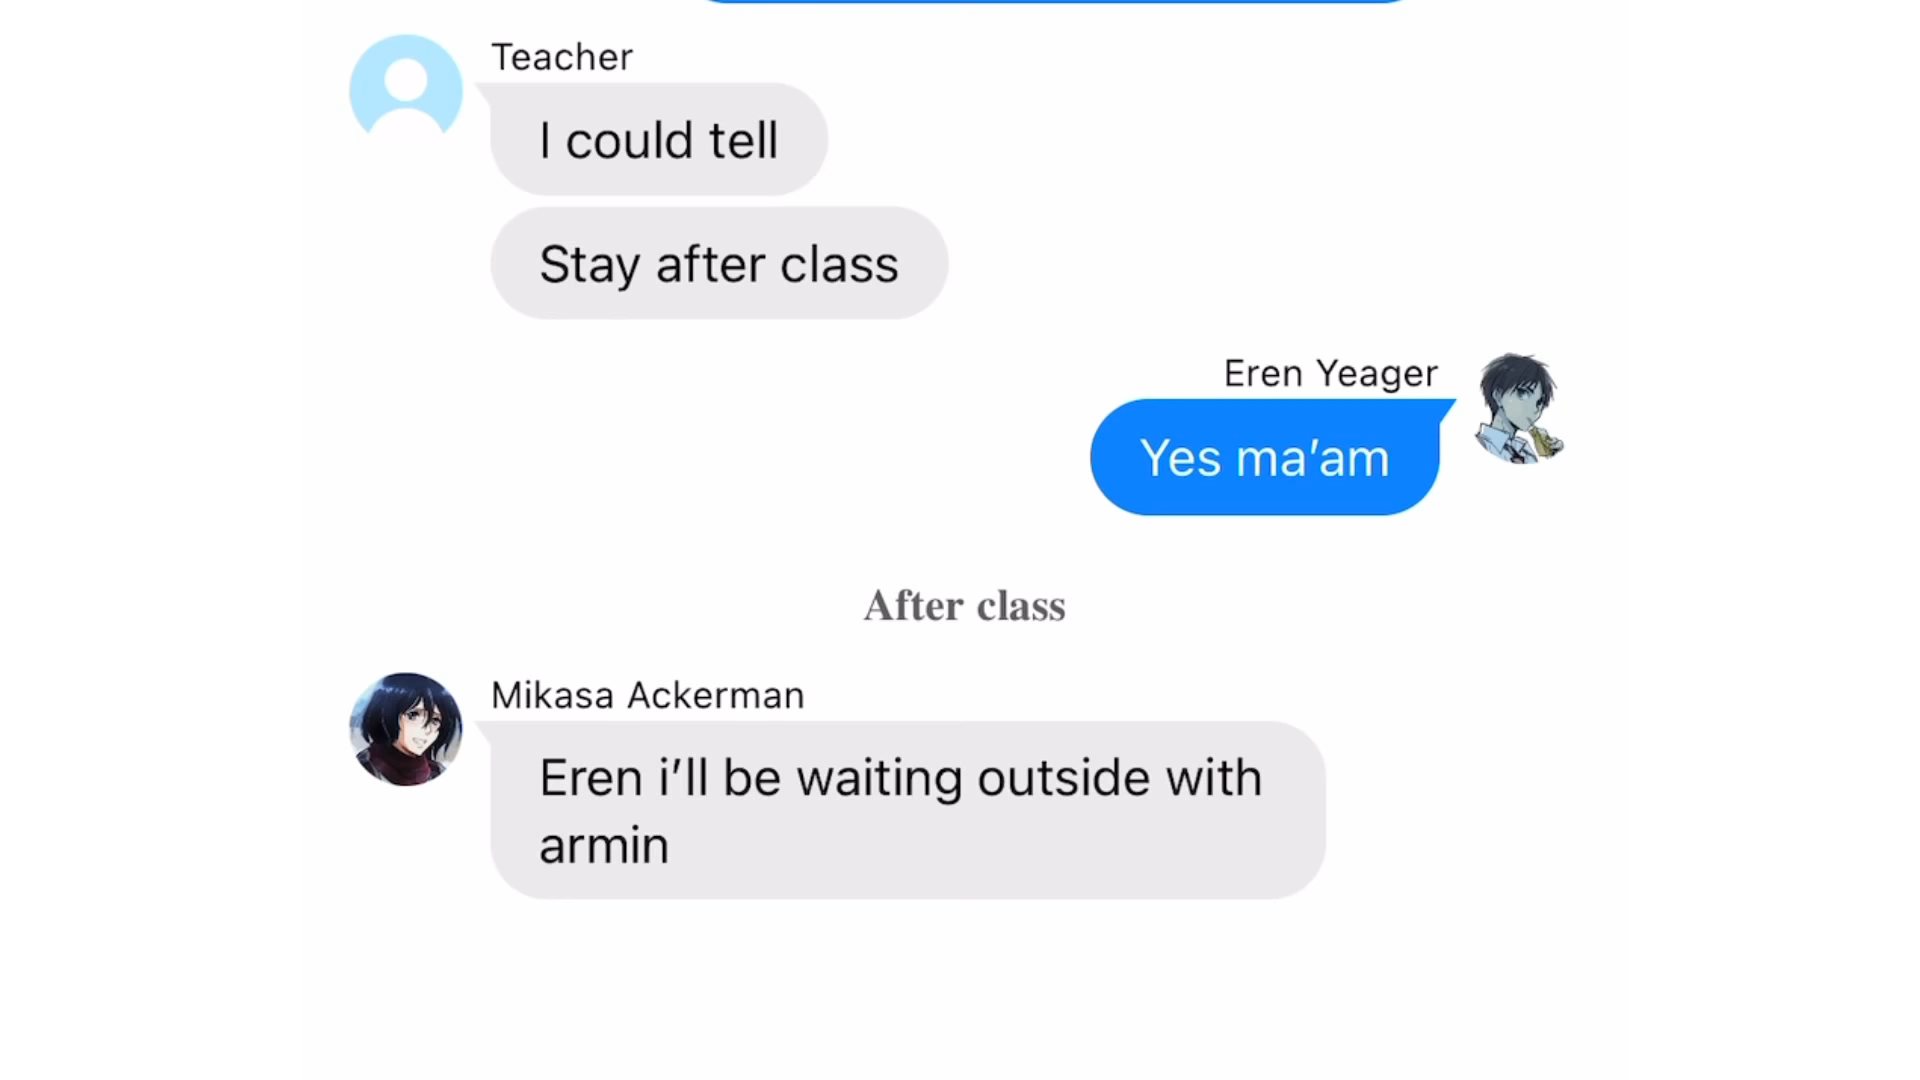 Teacher
I could tell
Stay after class
Eren Yeager
Yes ma’am
After class
Mikasa Ackerman
Eren i’ll be waiting outside with
armin